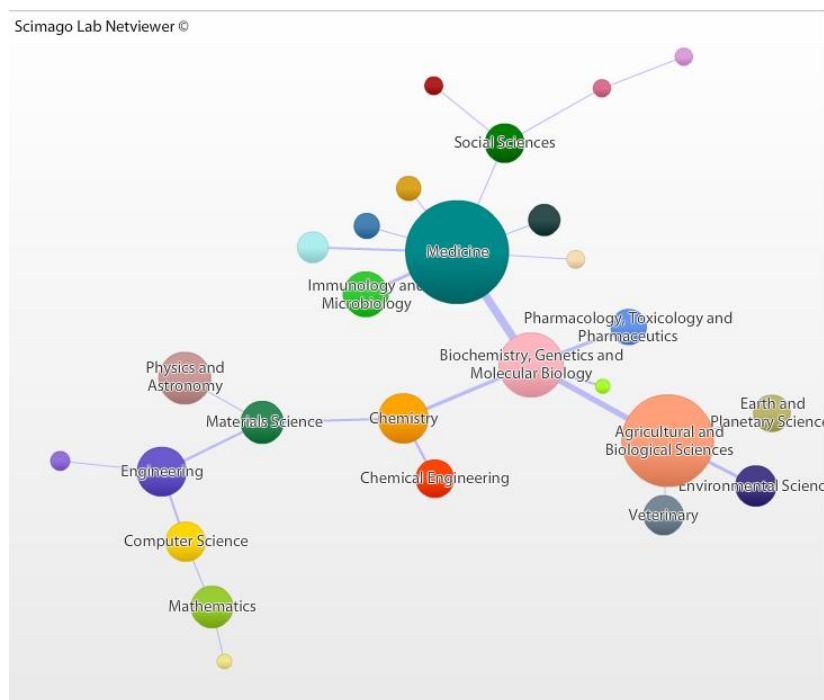 Scimago Lab Netviewer ©
Social Sciences
Medicine
Immunology and
Microbiology
Pharmacology, Toxicology and
Pharmaceutics
Biochemistry, Genetics and
Molecular Biology
Physics and
Astronomy
Materials Science
Chemistry
Earth and
Planetary Science
Agricultural and
Biological Sciences
Engineering
Chemical Engineering
Environmental Scienc
Veterinary
Computer Science
Mathematics